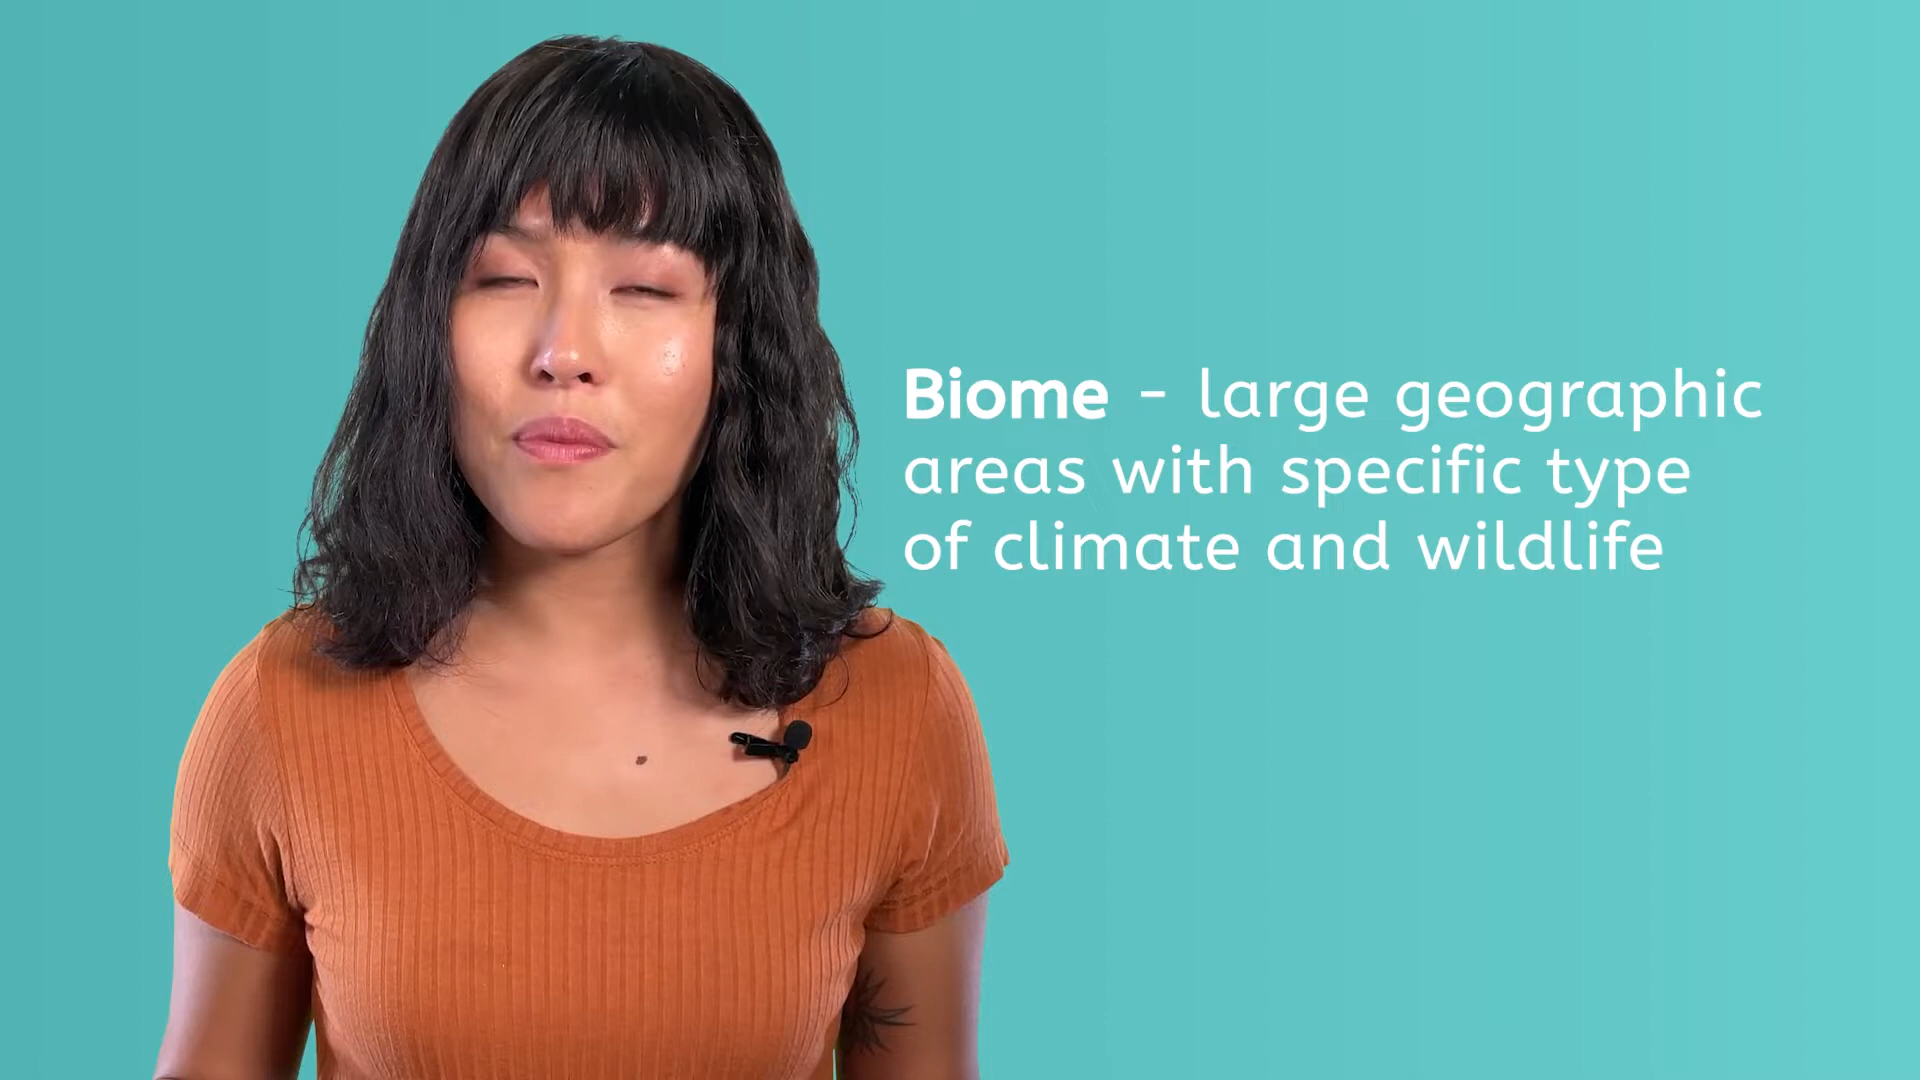 Biome - large geographic
areas with specific type
of climate and wildlife